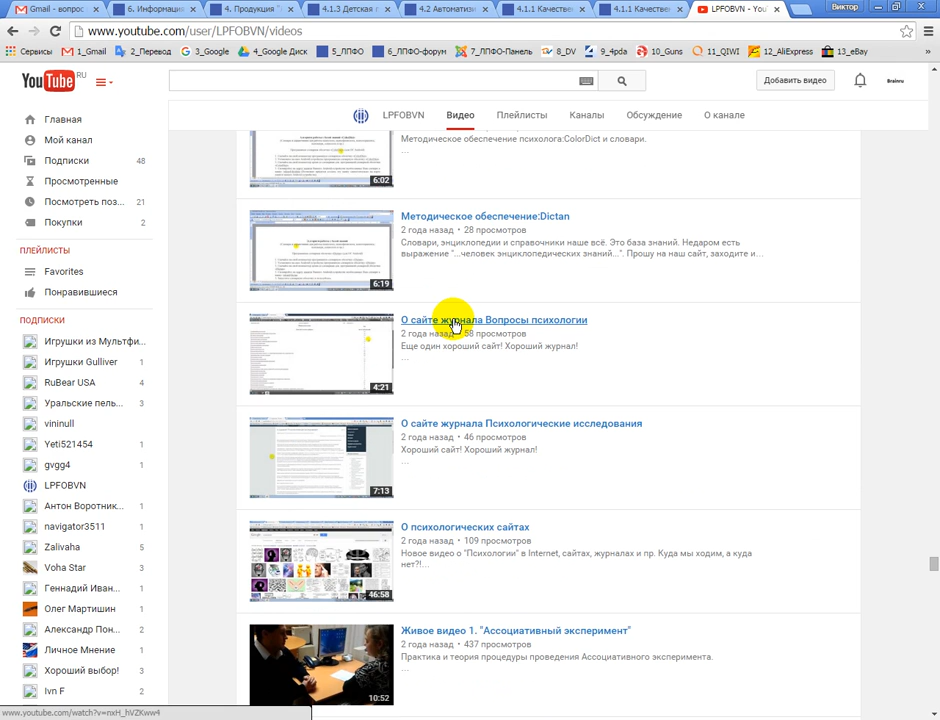 Gmail - вопрос
6. Информация
4. Продукция "
4.1.3 Детская г
4.2 Автоматиз
4.1.1 Качестве
4.1.1 Качестве
LPFOBVN - You
Виктор
www.youtube.com/user/LPFOBVN/videos
Сервисы
1_Gmail
2_Перевод
3_Google
4_Google Диск
5_ЛПФО
6_ЛПФО-форум
7_ЛПФО-Панель
8_DV
9_4pda
10_Guns
11_QIWI
12_AliExpress
13_eBay
»
YouTube RU
Добавить видео
Brainru
LPFOBVN
Видео
Плейлисты
Каналы
Обсуждение
О канале
Главная
Мой канал
Подписки 48
Просмотренные
Посмотреть поз... 21
Покупки 2
ПЛЕЙЛИСТЫ
Favorites
Понравившиеся
ПОДПИСКИ
Игрушки из Мультфи...
Игрушки Gulliver 1
RuBear USA 4
Уральские пель... 3
vininull
Yeti521454 1
gvgg4 1
LPFOBVN
Антон Воротник... 1
navigator3511 1
Zalivaha 5
Voha Star 3
Геннадий Иван... 1
Олег Мартишин 1
Александр Пон... 2
Личное Мнение 1
Хороший выбор! 3
Ivn F 2
Методическое обеспечение психолога:ColorDict и словари.
...
6:02
Методическое обеспечение:Dictan
2 года назад • 28 просмотров
Словари, энциклопедии и справочники наше всё. Это база знаний. Недаром есть
выражение "...человек энциклопедических знаний...". Прошу на наш сайт, заходите и...
6:19
О сайте журнала Вопросы психологии
2 года назад • 58 просмотров
Еще один хороший сайт! Хороший журнал!
...
4:21
О сайте журнала Психологические исследования
2 года назад • 46 просмотров
Хороший сайт! Хороший журнал!
...
7:13
О психологических сайтах
2 года назад • 109 просмотров
Новое видео о "Психологии" в Internet, сайтах, журналах и пр. Куда мы ходим, а куда
нет?!...
46:58
Живое видео 1. "Ассоциативный эксперимент"
2 года назад • 437 просмотров
Практика и теория процедуры проведения Ассоциативного эксперимента.
...
10:52
www.youtube.com/watch?v=nxH_hVZKww4